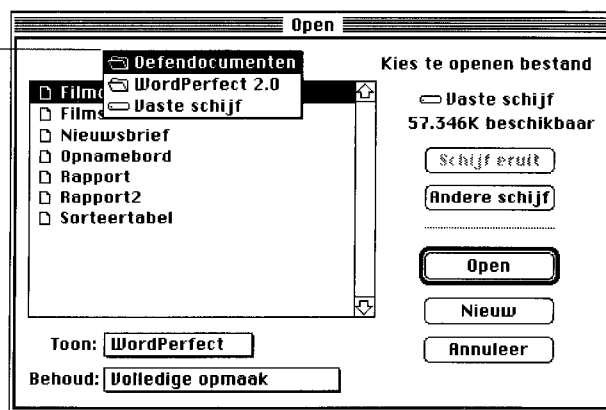 Open
Oefendocumenten
WordPerfect 2.0
Vaste schijf
Nieuwsbrief
Opnamebord
Rapport
Rapport2
Sorteertabel
Kies te openen bestand
Vaste schijf
57.346K beschikbaar
Schijf eruit
Andere schijf
Open
Nieuw
Annuleer
Toon: WordPerfect
Behoud: Volledige opmaak